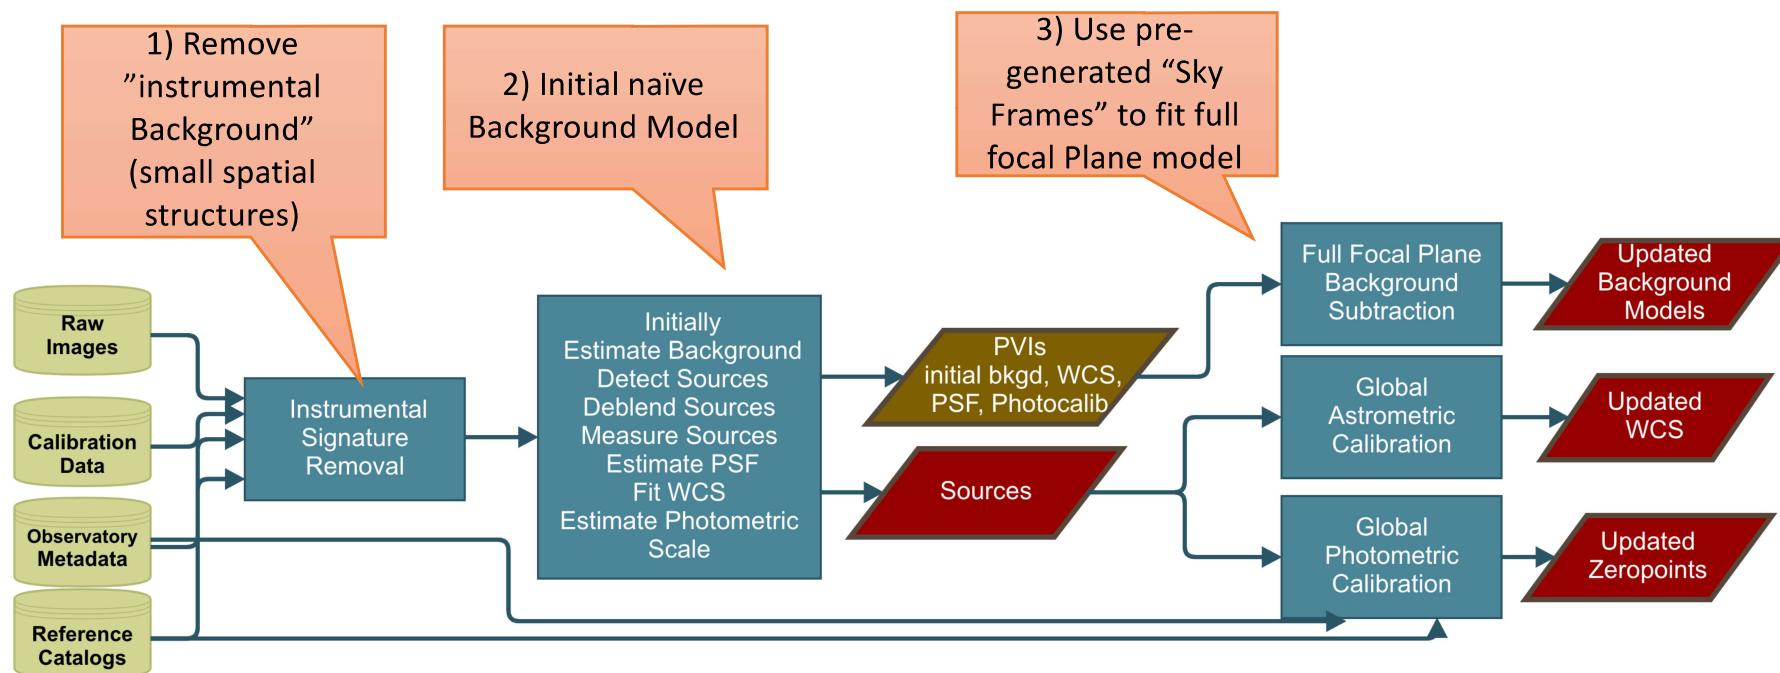 1) Remove
”instrumental
Background”
(small spatial
structures)
2) Initial naïve
Background Model
3) Use pre-
generated “Sky
Frames” to fit full
focal Plane model
Raw
Images
Calibration
Data
Observatory
Metadata
Reference
Catalogs
Instrumental
Signature
Removal
Initially
Estimate Background
Detect Sources
Deblend Sources
Measure Sources
Estimate PSF
Fit WCS
Estimate Photometric
Scale
PVIs
initial bkgd, WCS,
PSF, Photocalib
Sources
Full Focal Plane
Background
Subtraction
Updated
Background
Models
Global
Astrometric
Calibration
Updated
WCS
Global
Photometric
Calibration
Updated
Zeropoints